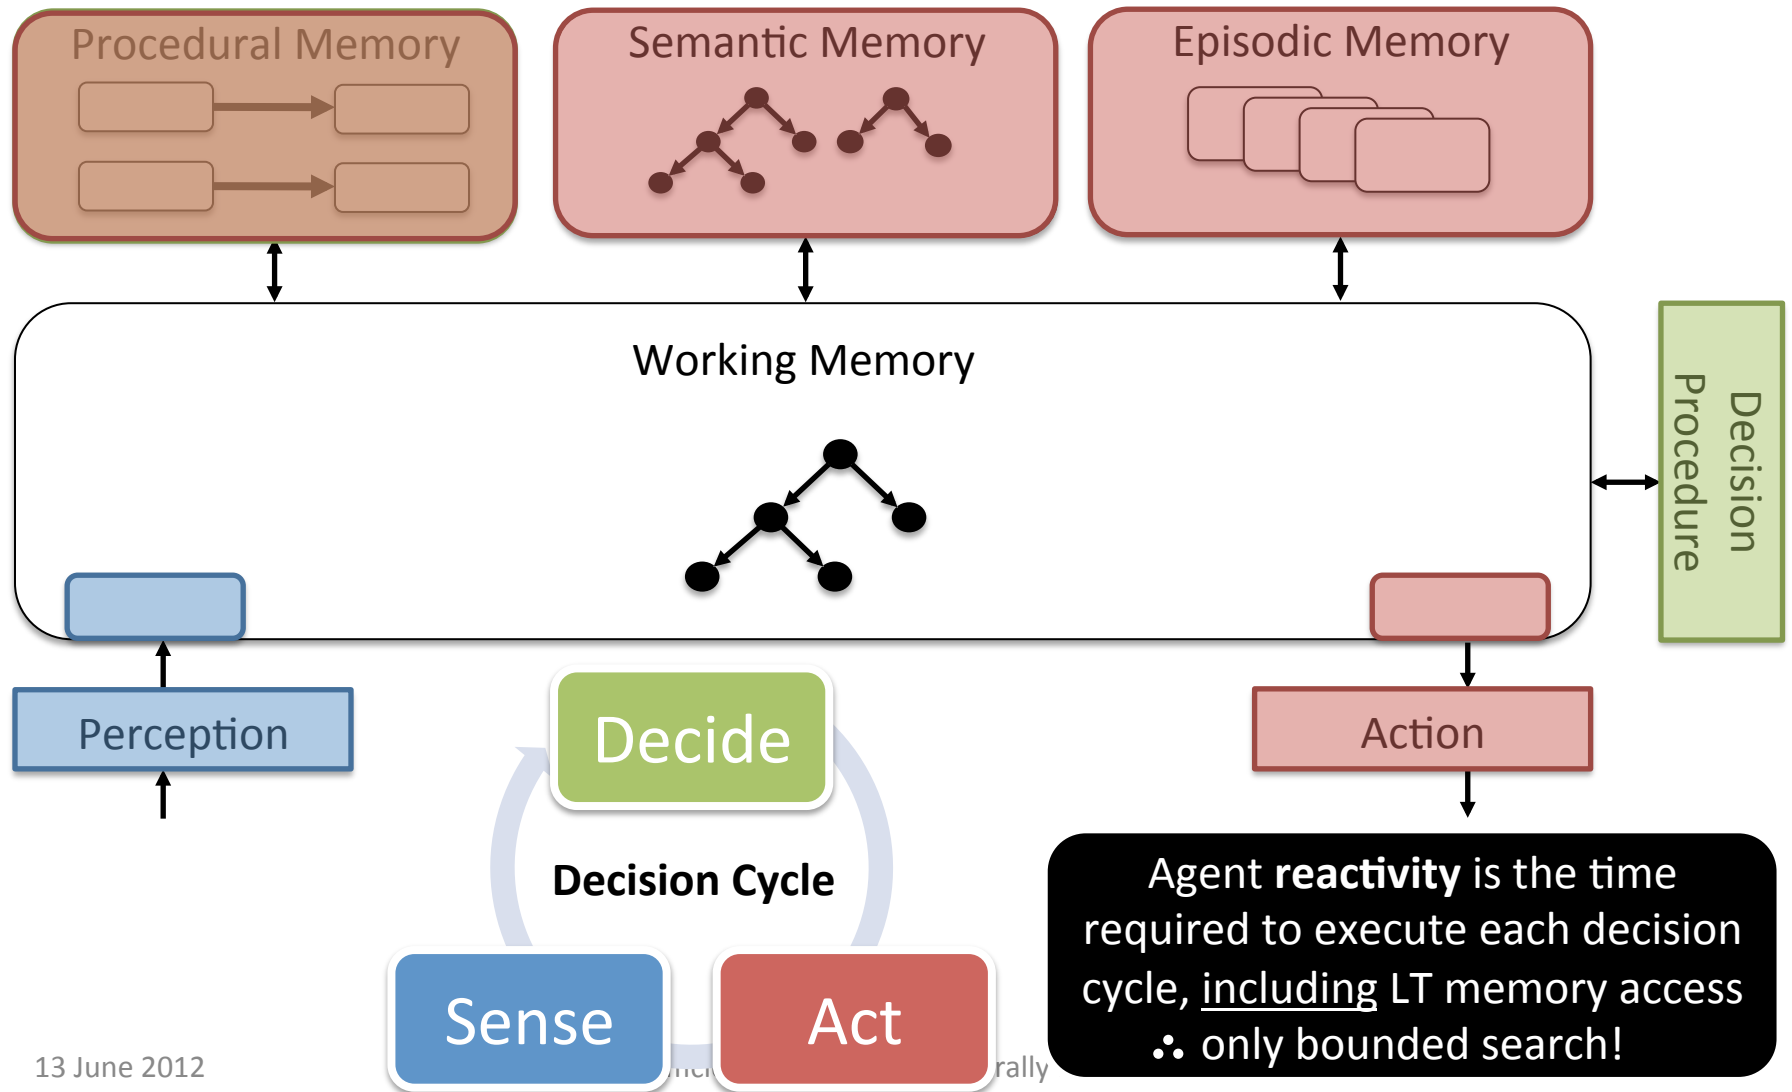 Procedural Memory
Semantic Memory
Episodic Memory
Working Memory
Decision
Procedure
Perception
Action
Decide
Decision Cycle
Sense
Act
Agent reactivity is the time
required to execute each decision
cycle, including LT memory access
∴ only bounded search!
13 June 2012